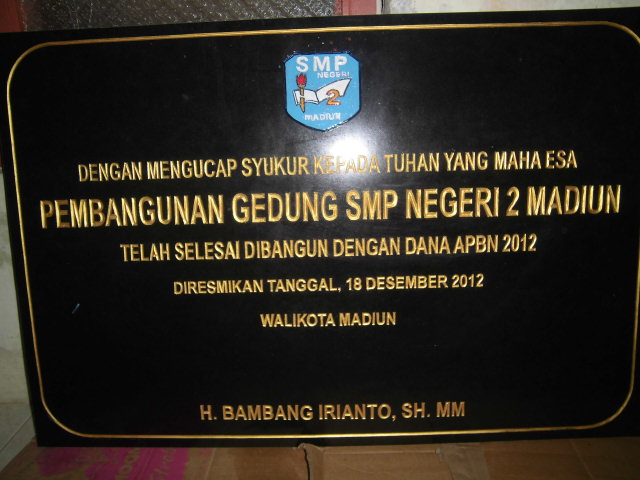 SMP
NEGERI
2
MADIUN
DENGAN MENGUCAP SYUKUR KEPADA TUHAN YANG MAHA ESA
PEMBANGUNAN GEDUNG SMP NEGERI 2 MADIUN
TELAH SELESAI DIBANGUN DENGAN DANA APBN 2012
DIRESMIKAN TANGGAL, 18 DESEMBER 2012
WALIKOTA MADIUN
H. BAMBANG IRIANTO, SH. MM